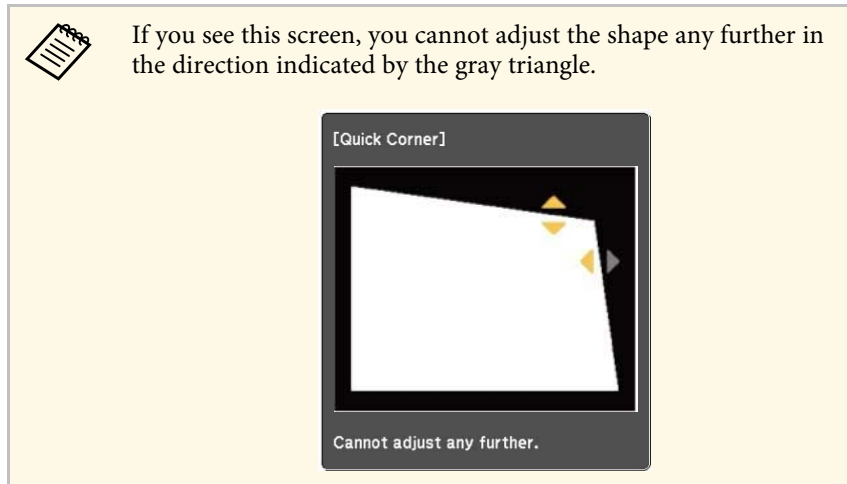 If you see this screen, you cannot adjust the shape any further in
the direction indicated by the gray triangle.
[Quick Corner]
Cannot adjust any further.